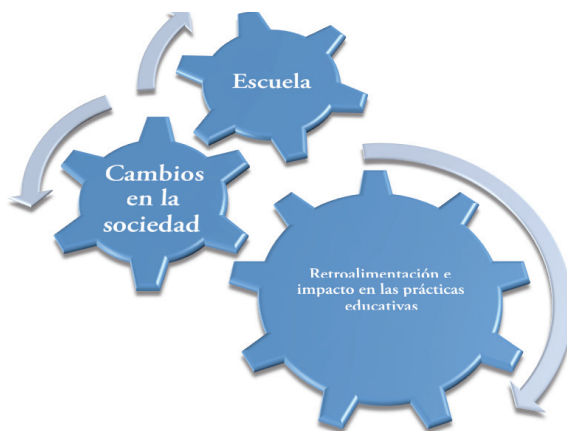 Escuela
Cambios
en la
sociedad
Retroalimentación e
impacto en las prácticas
educativas